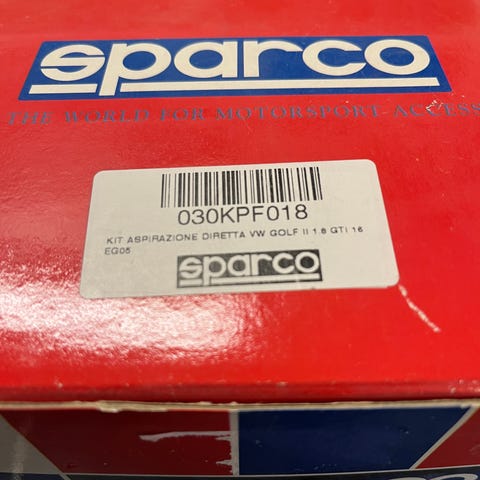 sparco
THE WORLD FOR MOTORSPORT ACCESS
030KPF018
KIT ASPIRAZIONE DIRETTA VW GOLF II 1.8 GTI 16
EG05
sparco